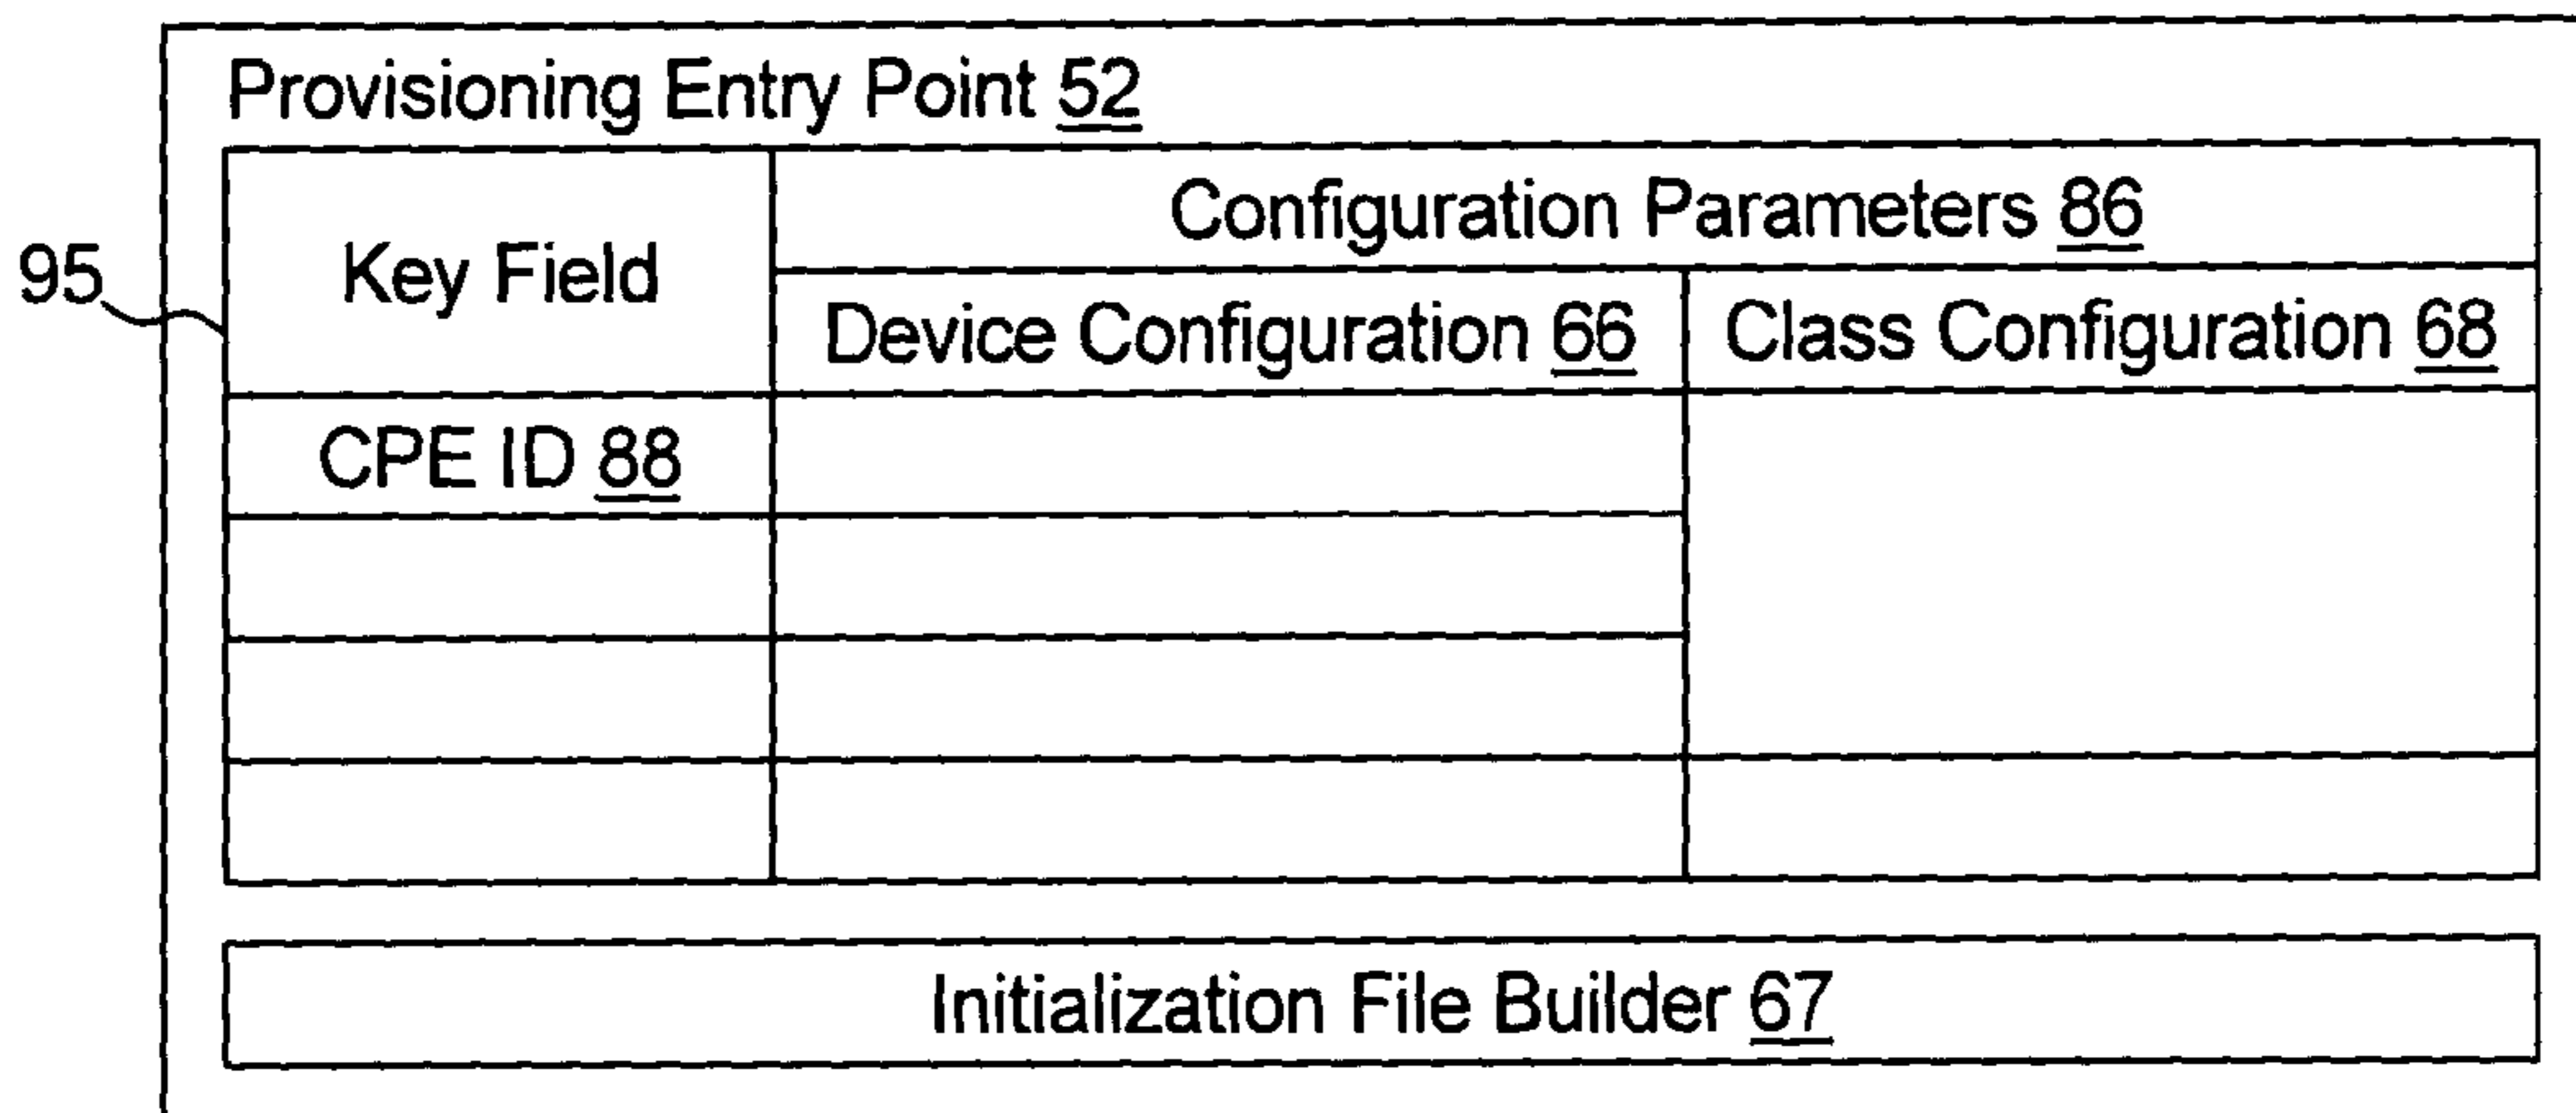 Provisioning Entry Point 52
Configuration Parameters 86
95
Key Field
Device Configuration 66
Class Configuration 68
CPE ID 88
Initialization File Builder 67